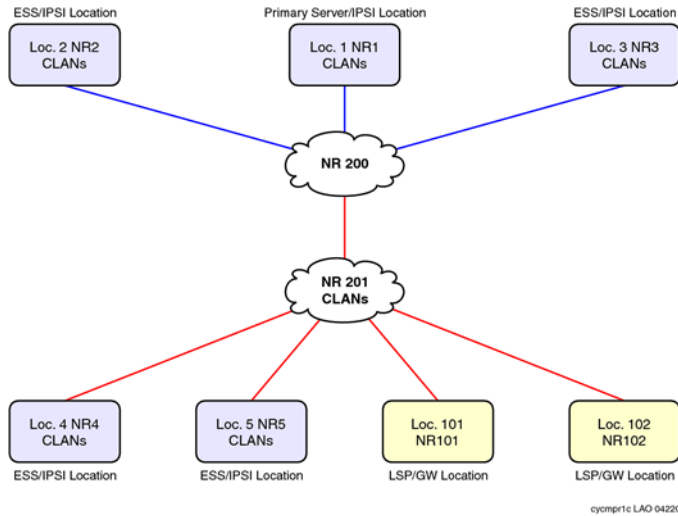 ESS/IPSI Location
Primary Server/IPSI Location
ESS/IPSI Location
Loc. 2 NR2
CLANs
Loc. 1 NR1
CLANs
Loc. 3 NR3
CLANs
NR 200
NR 201
CLANs
Loc. 4 NR4
CLANs
Loc. 5 NR5
CLANs
Loc. 101
NR101
Loc. 102
NR102
ESS/IPSI Location
ESS/IPSI Location
LSP/GW Location
LSP/GW Location
cycmpr1c LAO 04220